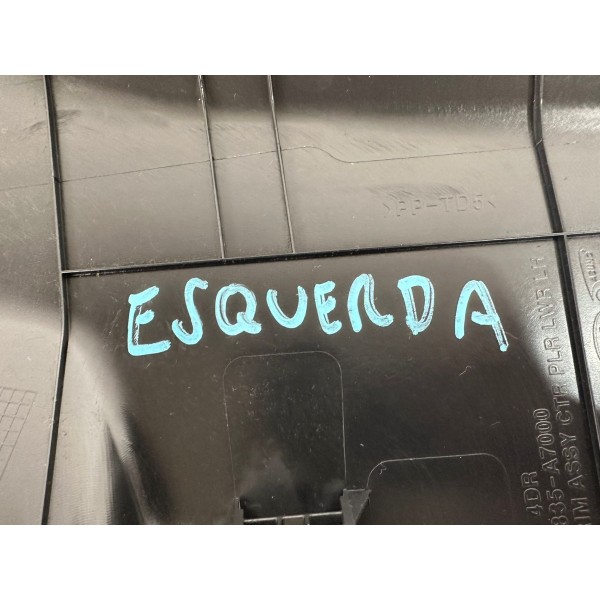 >PP-TD5<
ESQUERDA
4DR
835-A7000
IM ASSY CTR PLR LWR LH